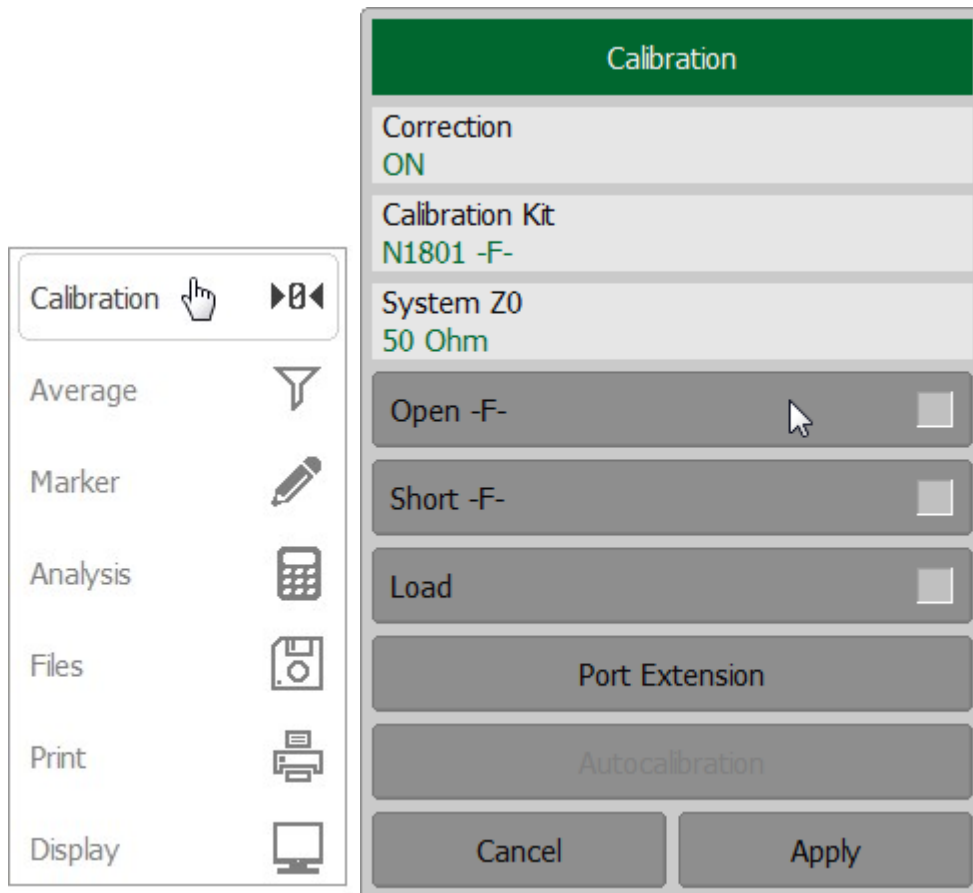 Calibration
Average
Marker
Analysis
Files
Print
Display
Calibration
Correction
ON
Calibration Kit
N1801 -F-
System Z0
50 Ohm
Open -F-
Short -F-
Load
Port Extension
Autocalibration
Cancel
Apply